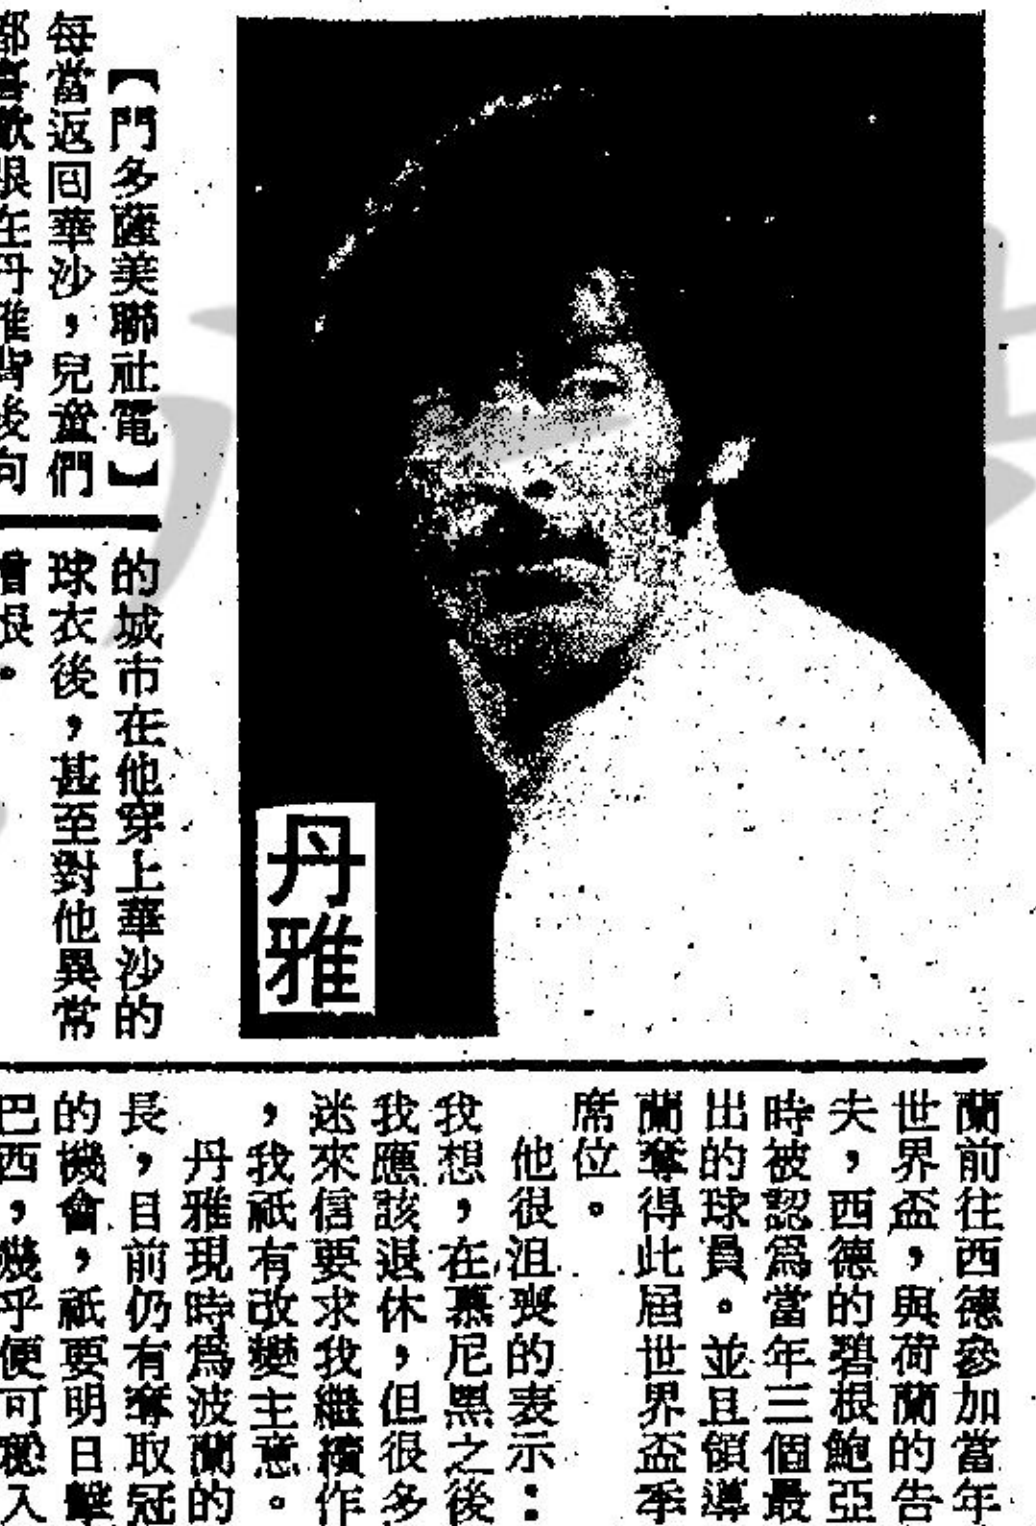 【門多薩美聯社電】
每當返囘華沙，兒童們
都喜歡跟在丹雅背後向
的城市在他穿上華沙的
球衣後，甚至對他異常
憎恨。
丹雅
蘭前往西德參加當年
世界盃，與荷蘭的告
夫，西德的碧根鮑亞
時被認爲當年三個最
出的球員。並且領導
蘭奪得此届世界盃季
席位。
他很沮喪的表示：
我想，在慕尼黑之後
我應該退休，但很多
迷來信要求我繼續作
，我祇有改變主意。
丹雅現時爲波蘭的
長，目前仍有奪取冠
的機會，祇要明日擊
巴西，幾乎便可穩入